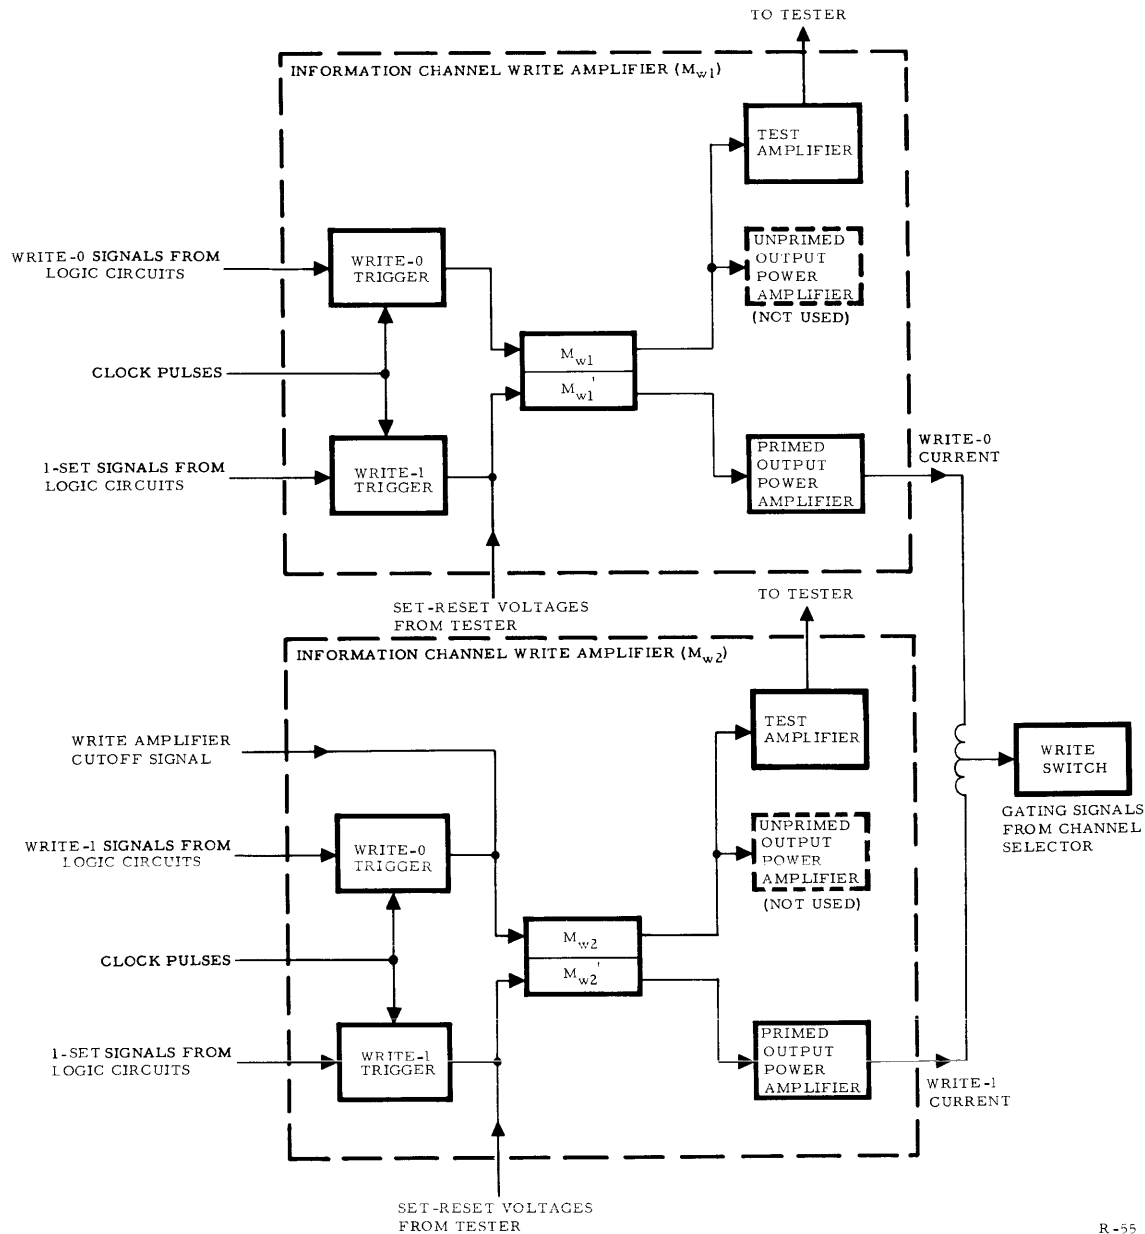 TO TESTER
INFORMATION CHANNEL WRITE AMPLIFIER (Mw1)
TEST
AMPLIFIER
WRITE-0 SIGNALS FROM
LOGIC CIRCUITS
WRITE-0
TRIGGER
UNPRIMED
OUTPUT
POWER
AMPLIFIER
(NOT USED)
CLOCK PULSES
Mw1
Mw1'
1-SET SIGNALS FROM
LOGIC CIRCUITS
WRITE-1
TRIGGER
PRIMED
OUTPUT
POWER
AMPLIFIER
WRITE-0
CURRENT
SET-RESET VOLTAGES
FROM TESTER
TO TESTER
INFORMATION CHANNEL WRITE AMPLIFIER (Mw2)
WRITE AMPLIFIER
CUTOFF SIGNAL
TEST
AMPLIFIER
WRITE
SWITCH
GATING SIGNALS
FROM CHANNEL
SELECTOR
WRITE-1 SIGNALS FROM
LOGIC CIRCUITS
WRITE-0
TRIGGER
UNPRIMED
OUTPUT
POWER
AMPLIFIER
(NOT USED)
CLOCK PULSES
Mw2
Mw2'
1-SET SIGNALS FROM
LOGIC CIRCUITS
WRITE-1
TRIGGER
PRIMED
OUTPUT
POWER
AMPLIFIER
WRITE-1
CURRENT
SET-RESET VOLTAGES
FROM TESTER
R-55